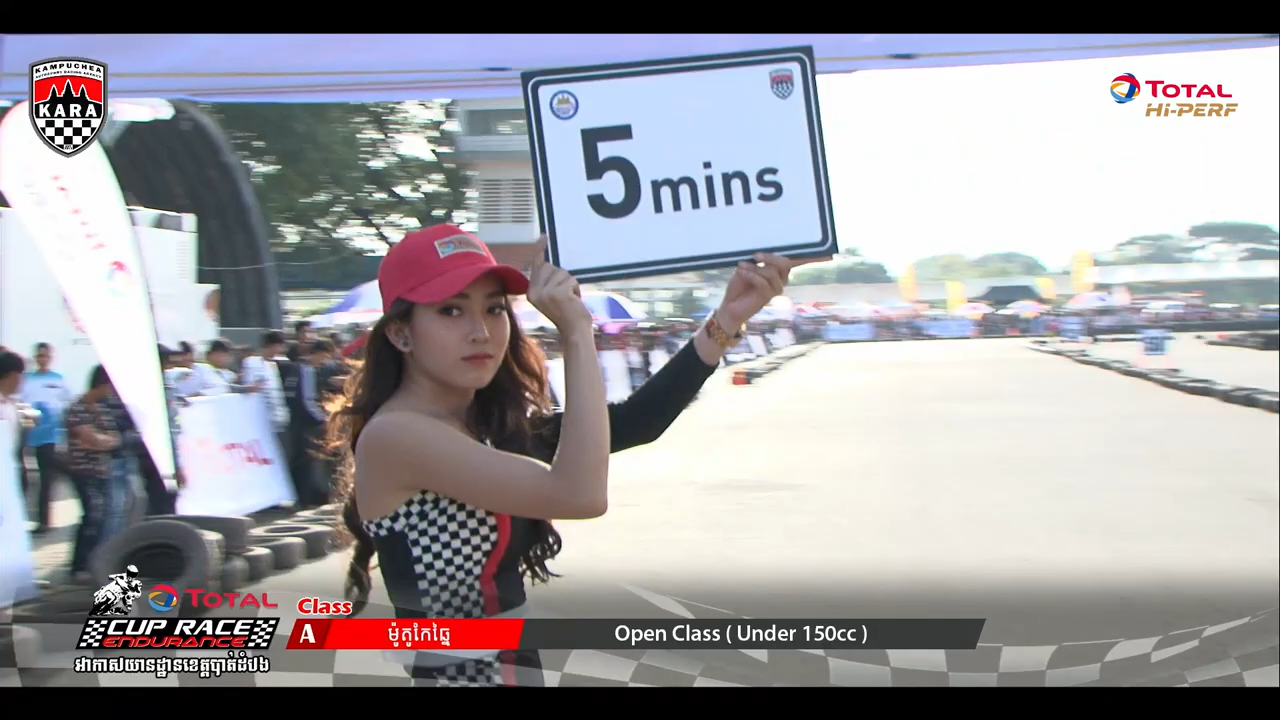 KAMPUCHEA
KARA
5 mins
TOTAL
Hi-PERF
TOTAL
CUP RACE
ENDURANCE
អាកាសយានដ្ឋានខេត្តបាត់ដំបង
Class
A
ម៉ូតូកែឆ្នៃ
Open Class ( Under 150cc )